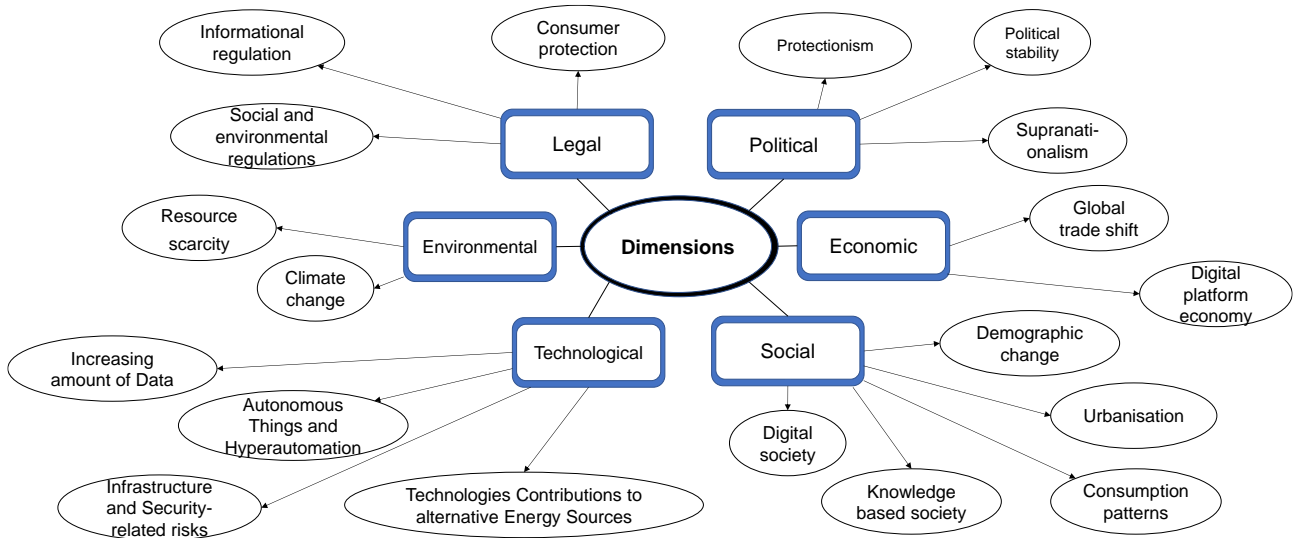 Informational
regulation
Consumer
protection
Protectionism
Political
stability
Social and
environmental
regulations
Legal
Political
Supranati-
onalism
Resource
scarcity
Environmental
Dimensions
Economic
Global
trade shift
Climate
change
Digital
platform
economy
Increasing
amount of Data
Technological
Social
Demographic
change
Autonomous
Things and
Hyperautomation
Digital
society
Urbanisation
Infrastructure
and Security-
related risks
Technologies Contributions to
alternative Energy Sources
Knowledge
based society
Consumption
patterns